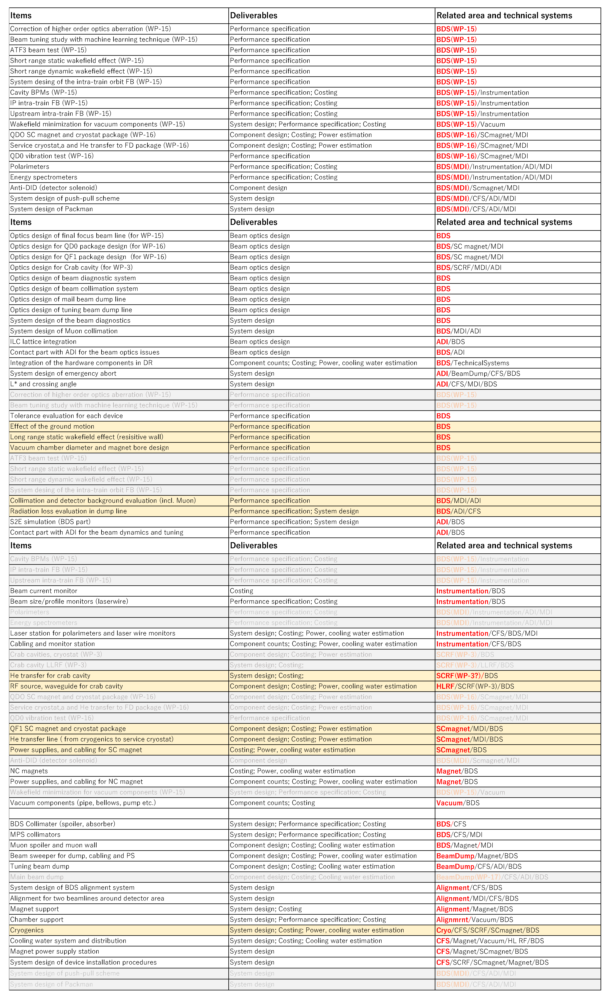 Items Deliverables Related area and technical systems
Correction of higher order optics aberration (WP-15) Performance specification BDS(WP-15)
Beam tuning study with machine learning technique (WP-15) Performance specification BDS(WP-15)
ATF3 beam test (WP-15) Performance specification BDS(WP-15)
Short range static wakefield effect (WP-15) Performance specification BDS(WP-15)
Short range dynamic wakefield effect (WP-15) Performance specification BDS(WP-15)
System desing of the intra-train orbit FB (WP-15) Performance specification BDS(WP-15)
Cavity BPMs (WP-15) Performance specification; Costing BDS(WP-15)/Instrumentation
IP intra-train FB (WP-15) Performance specification; Costing BDS(WP-15)/Instrumentation
Upstream intra-train FB (WP-15) Performance specification; Costing BDS(WP-15)/Instrumentation
Wakefield minimization for vacuum components (WP-15) System design; Performance specification; Costing BDS(WP-15)/Vacuum
QDO SC magnet and cryostat package (WP-16) Component design; Costing; Power estimation BDS(WP-16)/SCmagnet/MDI
Service cryostat,a and He transfer to FD package (WP-16) Component design; Costing; Power estimation BDS(WP-16)/SCmagnet/MDI
QD0 vibration test (WP-16) Performance specification BDS(WP-16)/SCmagnet/MDI
Polarimeters Performance specification; Costing BDS(MDI)/Instrumentation/ADI/MDI
Energy spectrometers Performance specification; Costing BDS(MDI)/Instrumentation/ADI/MDI
Anti-DID (detector solenoid) Component design BDS(MDI)/Scmagnet/MDI
System design of push-pull scheme System design BDS(MDI)/CFS/ADI/MDI
System design of Packman System design BDS(MDI)/CFS/ADI/MDI
Items Deliverables Related area and technical systems
Optics design of final focus beam line (for WP-15) Beam optics design BDS
Optics design for QD0 package design (for WP-16) Beam optics design BDS/SC magnet/MDI
Optics design for QF1 package design (for WP-16) Beam optics design BDS/SC magnet/MDI
Optics design for Crab cavity (for WP-3) Beam optics design BDS/SCRF/MDI/ADI
Optics design of beam diagnostic system Beam optics design BDS
Optics design of beam collimation system Beam optics design BDS
Optics design of mail beam dump line Beam optics design BDS
Optics design of tuning beam dump line Beam optics design BDS
System design of the beam diagnostics System design BDS
System design of Muon collimation System design BDS/MDI/ADI
ILC lattice integration Beam optics design ADI/BDS
Contact part with ADI for the beam optics issues Beam optics design BDS/ADI
Integration of the hardware components in DR Component counts; Costing; Power, cooling water estimation BDS/TechnicalSystems
System design of emergency abort System design ADI/BeamDump/CFS/BDS
L* and crossing angle System design ADI/CFS/MDI/BDS
Correction of higher order optics aberration (WP-15) Performance specification BDS(WP-15)
Beam tuning study with machine learning technique (WP-15) Performance specification BDS(WP-15)
Tolerance evaluation for each device Performance specification BDS
Effect of the ground motion Performance specification BDS
Long range static wakefield effect (resisitive wall) Performance specification BDS
Vacuum chamber diameter and magnet bore design Performance specification BDS
ATF3 beam test (WP-15) Performance specification BDS(WP-15)
Short range static wakefield effect (WP-15) Performance specification BDS(WP-15)
Short range dynamic wakefield effect (WP-15) Performance specification BDS(WP-15)
System desing of the intra-train orbit FB (WP-15) Performance specification BDS(WP-15)
Collimation and detector background evaluation (incl. Muon) Performance specification BDS/MDI/ADI
Radiation loss evaluation in dump line Performance specification; System design BDS/ADI/CFS
S2E simulation (BDS part) Performance specification; System design ADI/BDS
Contact part with ADI for the beam dynamics and tuning Performance specification ADI/BDS
Items Deliverables Related area and technical systems
Cavity BPMs (WP-15) Performance specification; Costing BDS(WP-15)/Instrumentation
IP intra-train FB (WP-15) Performance specification; Costing BDS(WP-15)/Instrumentation
Upstream intra-train FB (WP-15) Performance specification; Costing BDS(WP-15)/Instrumentation
Beam current monitor Costing Instrumentation/BDS
Beam size/profile monitors (laserwire) Performance specification; Costing Instrumentation/BDS
Polarimeters Performance specification; Costing BDS(MDI)/Instrumentation/ADI/MDI
Energy spectrometers Performance specification; Costing BDS(MDI)/Instrumentation/ADI/MDI
Laser station for polarimeters and laser wire monitors System design; Costing; Power, cooling water estimation Instrumentation/CFS/BDS/MDI
Cabling and monitor station Component counts; Costing; Power, cooling water estimation Instrumentation/CFS/BDS
Crab cavities, cryostat (WP-3) Component design; Costing; Power estimation SCRF(WP-3)/BDS
Crab cavity LLRF (WP-3) System design; Costing; SCRF(WP-3)/LLRF/BDS
He transfer for crab cavity System design; Costing; SCRF(WP-3?)/BDS
RF source, waveguide for crab cavity Component design; Costing; Power, cooling water estimation HLRF/SCRF(WP-3)/BDS
QDO SC magnet and cryostat package (WP-16) Component design; Costing; Power estimation BDS(WP-16)/SCmagnet/MDI
Service cryostat,a and He transfer to FD package (WP-16) Component design; Costing; Power estimation BDS(WP-16)/SCmagnet/MDI
QD0 vibration test (WP-16) Performance specification BDS(WP-16)/SCmagnet/MDI
QF1 SC magnet and cryostat package Component design; Costing; Power estimation SCmagnet/MDI/BDS
He transfer line ( from cryogenics to service cryostat) Component design; Costing; Power estimation SCmagnet/MDI/BDS
Power supplies, and cabling for SC magnet Costing; Power, cooling water estimation SCmagnet/BDS
Anti-DID (detector solenoid) Component design BDS(MDI)/Scmagnet/MDI
NC magnets Costing; Power, cooling water estimation Magnet/BDS
Power supplies, and cabling for NC magnet Component counts; Costing; Power, cooling water estimation Magnet/BDS
Wakefield minimization for vacuum components (WP-15) System design; Performance specification; Costing BDS(WP-15)/Vacuum
Vacuum components (pipe, bellows, pump etc.) Component counts; Costing Vacuum/BDS
BDS Collimater (spoiler, absorber) System design; Performance specification; Costing BDS/CFS
MPS collimators System design; Performance specification; Costing BDS/CFS/MDI
Muon spoiler and muon wall Component design; Costing; Cooling water estimation BDS/Magnet/MDI
Beam sweeper for dump, cabling and PS Component design; Costing; Power, cooling water estimation BeamDump/Magnet/BDS
Tuning beam dump Component design; Costing; Cooling water estimation BeamDump/CFS/ADI/BDS
Main beam dump Component design; Costing; Cooling water estimation BeamDump(WP-17)/CFS/ADI/BDS
System design of BDS alignment system System design Alignment/CFS/BDS
Alignment for two beamlines around detector area System design Alignment/MDI/CFS/BDS
Magnet support System design; Costing Alignment/Magnet/BDS
Chamber support System design; Performance specification; Costing Alignmrnt/Vacuum/BDS
Cryogenics System design; Costing; Power, cooling water estimation Cryo/CFS/SCRF/SCmagnet/BDS
Cooling water system and distribution System design; Costing; Cooling water estimation CFS/Magnet/Vacuum/HL RF/BDS
Magnet power supply station System design CFS/Magnet/SCmagnet/BDS
System design of device installation procedures System design CFS/SCRF/SCmagnet/Magnet/BDS
System design of push-pull scheme System design BDS(MDI)/CFS/ADI/MDI
System design of Packman System design BDS(MDI)/CFS/ADI/MDI